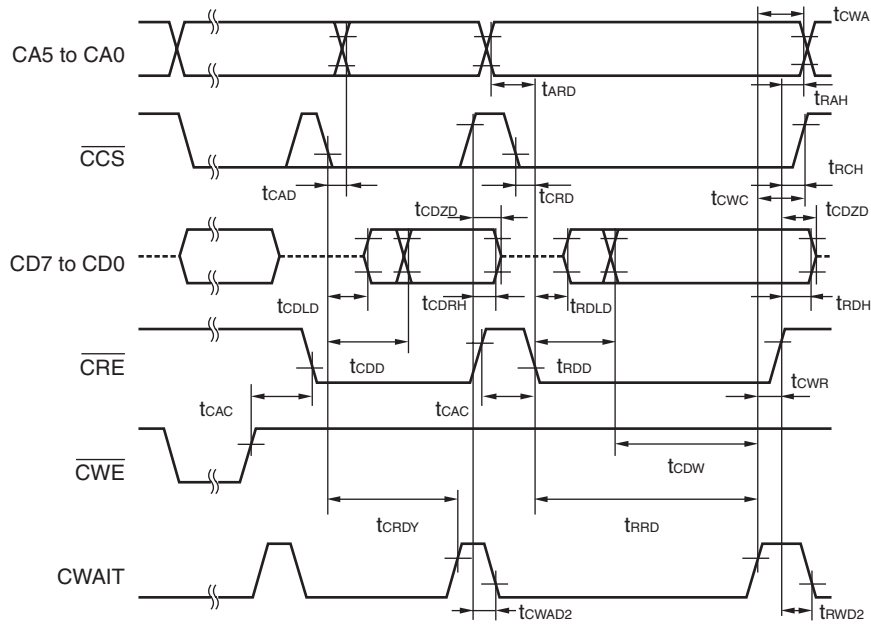 tCWA
CA5 to CA0
tARD
tRAH
CCS
tCAD
tCRD
tRCH
tCWC
tCDZD
tCDZD
CD7 to CD0
tCDLD
tCDRH
tRDLD
tRDH
CRE
tCDD
tRDD
tCWR
tCAC
tCAC
CWE
tCDW
tCRDY
tRRD
CWAIT
tCWAD2
tRWD2